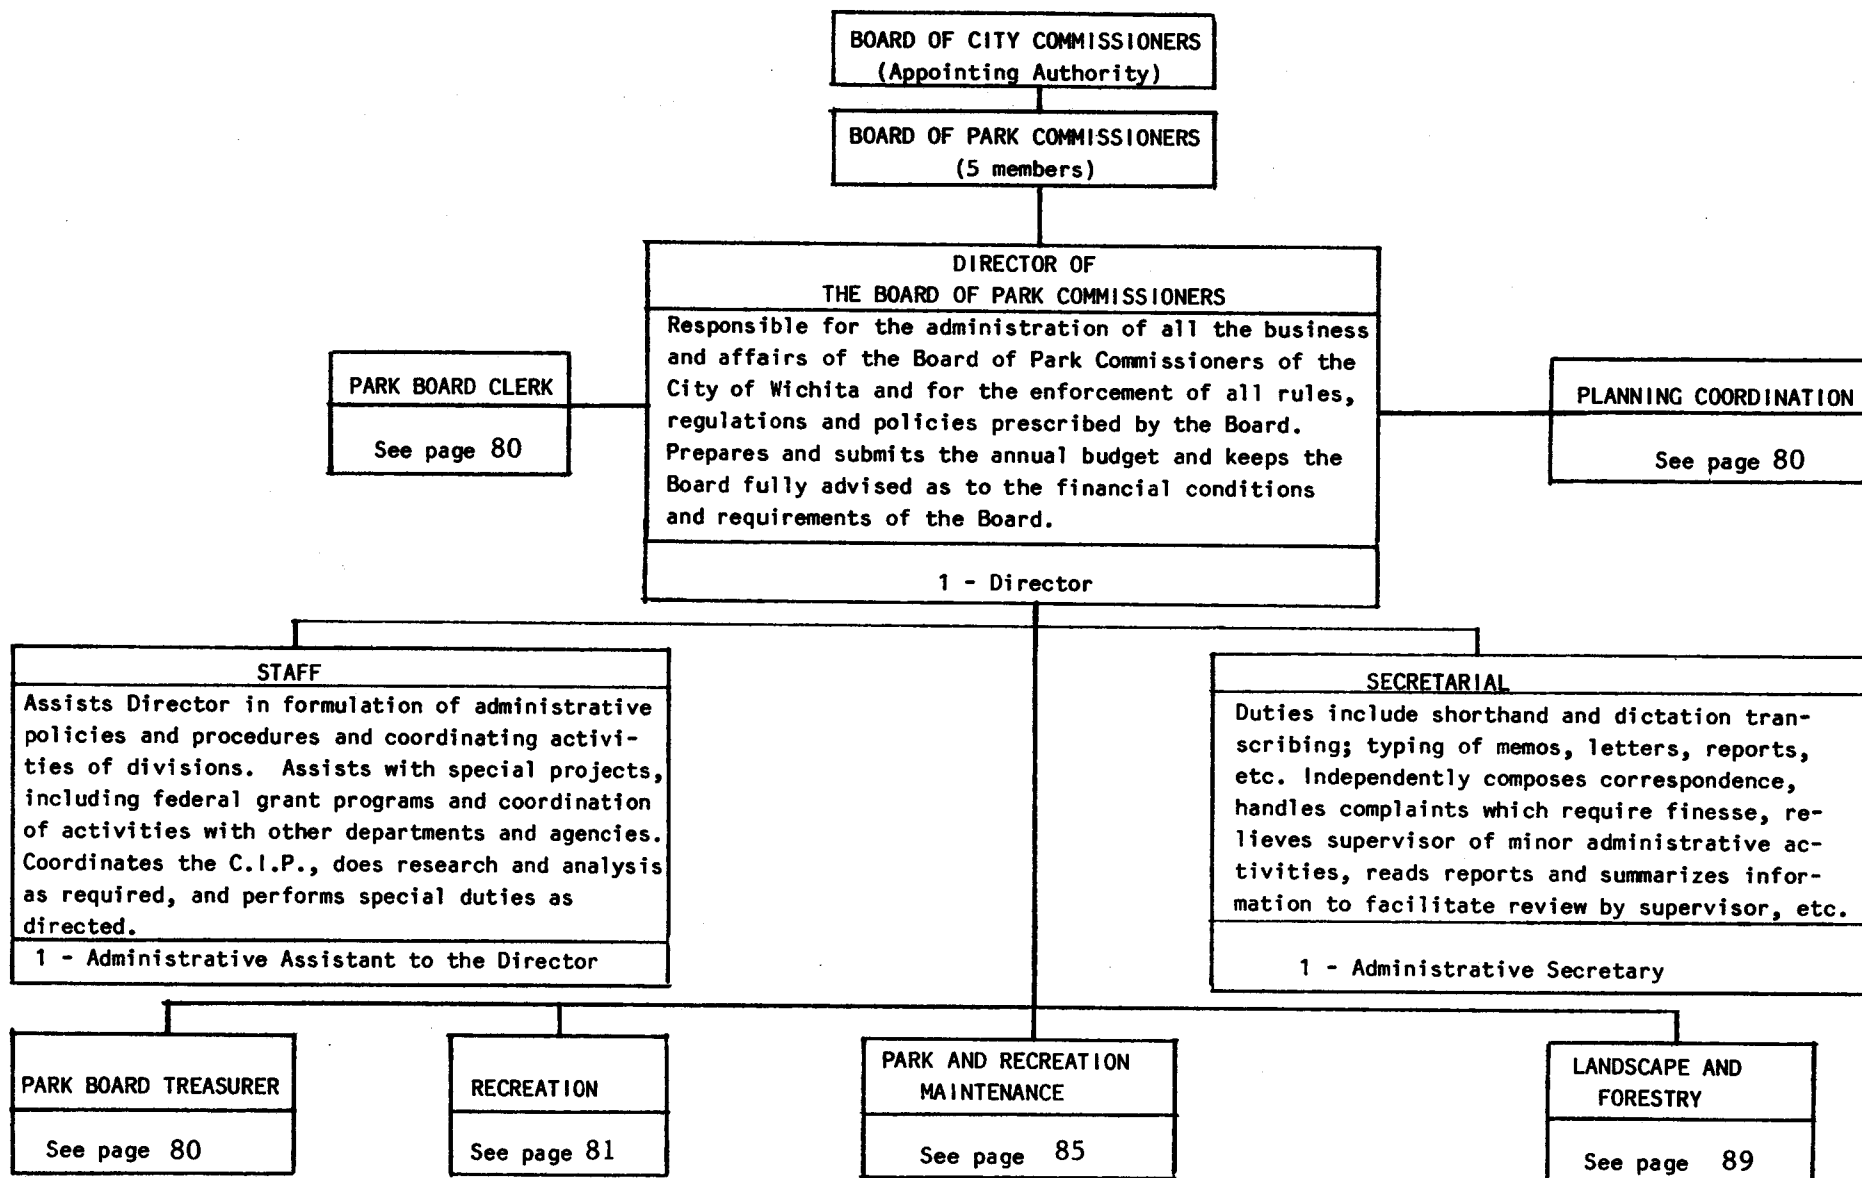 BOARD OF CITY COMMISSIONERS
(Appointing Authority)
BOARD OF PARK COMMISSIONERS
(5 members)
DIRECTOR OF
THE BOARD OF PARK COMMISSIONERS
Responsible for the administration of all the business
and affairs of the Board of Park Commissioners of the
City of Wichita and for the enforcement of all rules,
regulations and policies prescribed by the Board.
Prepares and submits the annual budget and keeps the
Board fully advised as to the financial conditions
and requirements of the Board.
1 - Director
PARK BOARD CLERK
See page 80
PLANNING COORDINATION
See page 80
STAFF
Assists Director in formulation of administrative
policies and procedures and coordinating activi-
ties of divisions. Assists with special projects,
including federal grant programs and coordination
of activities with other departments and agencies.
Coordinates the C.I.P., does research and analysis
as required, and performs special duties as
directed.
1 - Administrative Assistant to the Director
SECRETARIAL
Duties include shorthand and dictation tran-
scribing; typing of memos, letters, reports,
etc. Independently composes correspondence,
handles complaints which require finesse, re-
lieves supervisor of minor administrative ac-
tivities, reads reports and summarizes infor-
mation to facilitate review by supervisor, etc.
1 - Administrative Secretary
PARK BOARD TREASURER
See page 80
RECREATION
See page 81
PARK AND RECREATION
MAINTENANCE
See page 85
LANDSCAPE AND
FORESTRY
See page 89